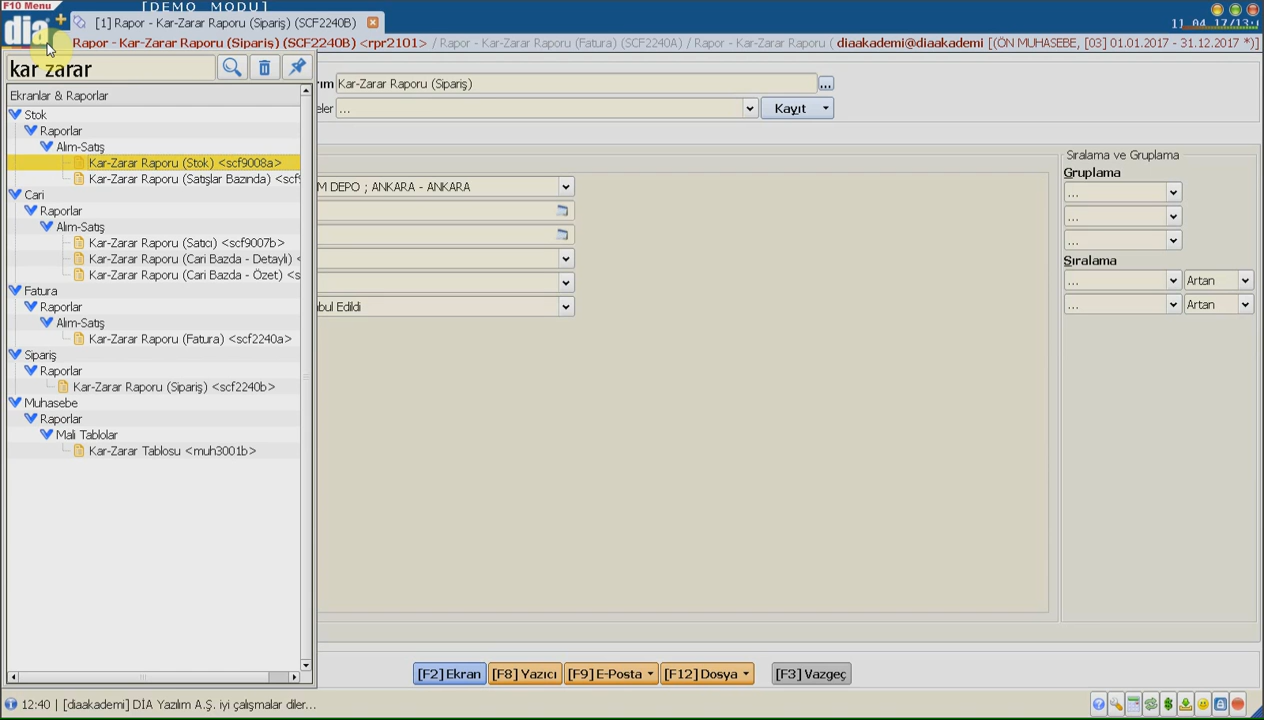 F10 Menu
[DEMO MODU]
dia
[1] Rapor - Kar-Zarar Raporu (Sipariş) (SCF2240B)
Rapor - Kar-Zarar Raporu (Sipariş) (SCF2240B) <rpr2101> / Rapor - Kar-Zarar Raporu (Fatura) (SCF2240A) / Rapor - Kar-Zarar Raporu (
diaakademi@diaakademi [(ÖN MUHASEBE, [03] 01.01.2017 - 31.12.2017 *)]
kar zarar
Ekranlar & Raporlar
Stok
Raporlar
Alım-Satış
Kar-Zarar Raporu (Stok) <scf9008a>
Kar-Zarar Raporu (Satışlar Bazında) <scf9
Cari
Raporlar
Alım-Satış
Kar-Zarar Raporu (Satıcı) <scf9007b>
Kar-Zarar Raporu (Cari Bazda - Detaylı) <
Kar-Zarar Raporu (Cari Bazda - Özet) <s
Fatura
Raporlar
Alım-Satış
Kar-Zarar Raporu (Fatura) <scf2240a>
Sipariş
Raporlar
Kar-Zarar Raporu (Sipariş) <scf2240b>
Muhasebe
Raporlar
Mali Tablolar
Kar-Zarar Tablosu <muh3001b>
rım Kar-Zarar Raporu (Sipariş) ...
eler ... Kayıt
M DEPO ; ANKARA - ANKARA
bul Edildi
Sıralama ve Gruplama
Gruplama
...
...
...
Sıralama
... Artan
... Artan
[F2] Ekran [F8] Yazıcı [F9] E-Posta [F12] Dosya [F3] Vazgeç
12:40 | [diaakademi] DİA Yazılım A.Ş. iyi çalışmalar diler...